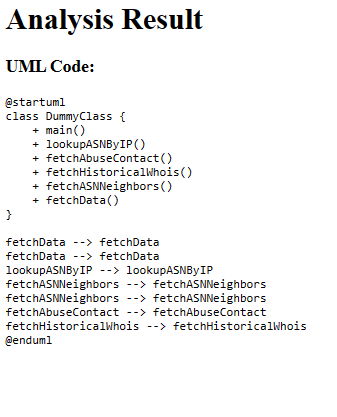 Analysis Result
UML Code:
@startuml
class DummyClass {
    + main()
    + lookupASNByIP()
    + fetchAbuseContact()
    + fetchHistoricalWhois()
    + fetchASNNeighbors()
    + fetchData()
}

fetchData --> fetchData
fetchData --> fetchData
lookupASNByIP --> lookupASNByIP
fetchASNNeighbors --> fetchASNNeighbors
fetchASNNeighbors --> fetchASNNeighbors
fetchAbuseContact --> fetchAbuseContact
fetchHistoricalWhois --> fetchHistoricalWhois
@enduml